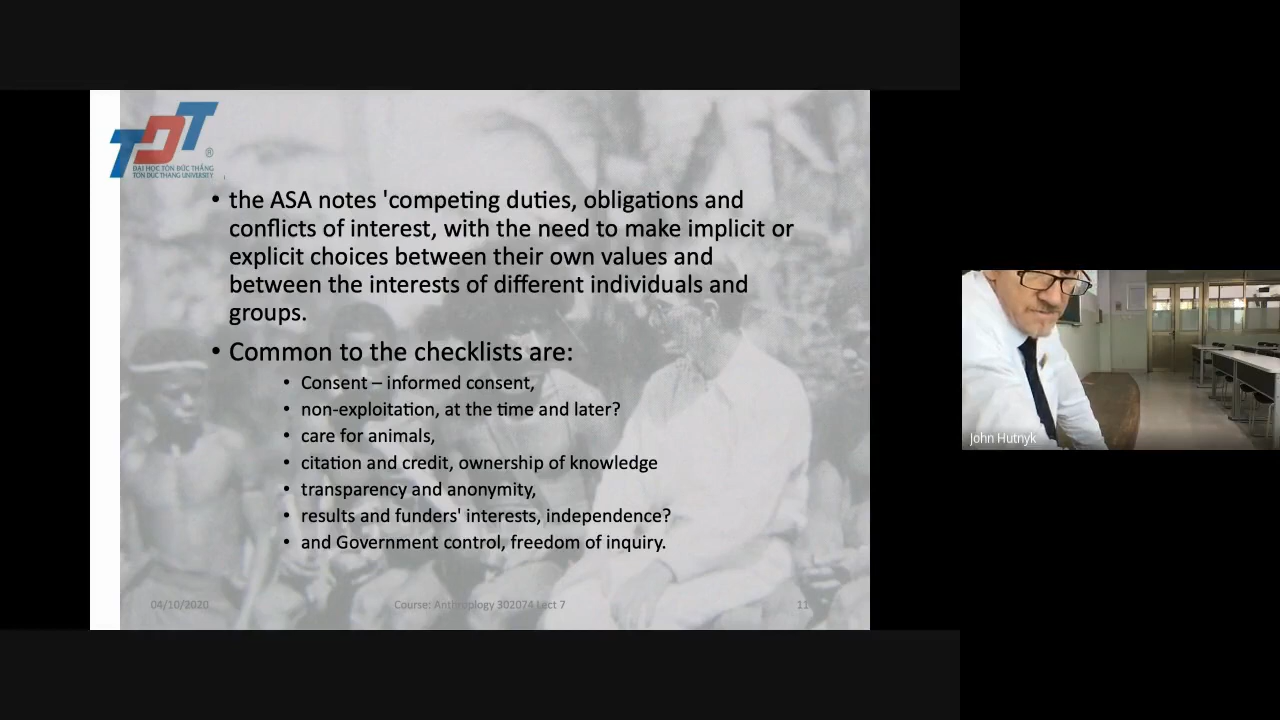 TDT
®
ĐẠI HỌC TÔN ĐỨC THẮNG
TON DUC THANG UNIVERSITY
• the ASA notes 'competing duties, obligations and
conflicts of interest, with the need to make implicit or
explicit choices between their own values and
between the interests of different individuals and
groups.
• Common to the checklists are:
• Consent – informed consent,
• non-exploitation, at the time and later?
• care for animals,
• citation and credit, ownership of knowledge
• transparency and anonymity,
• results and funders' interests, independence?
• and Government control, freedom of inquiry.
04/10/2020 Course: Anthropology 302074 Lect 7 11
John Hutnyk